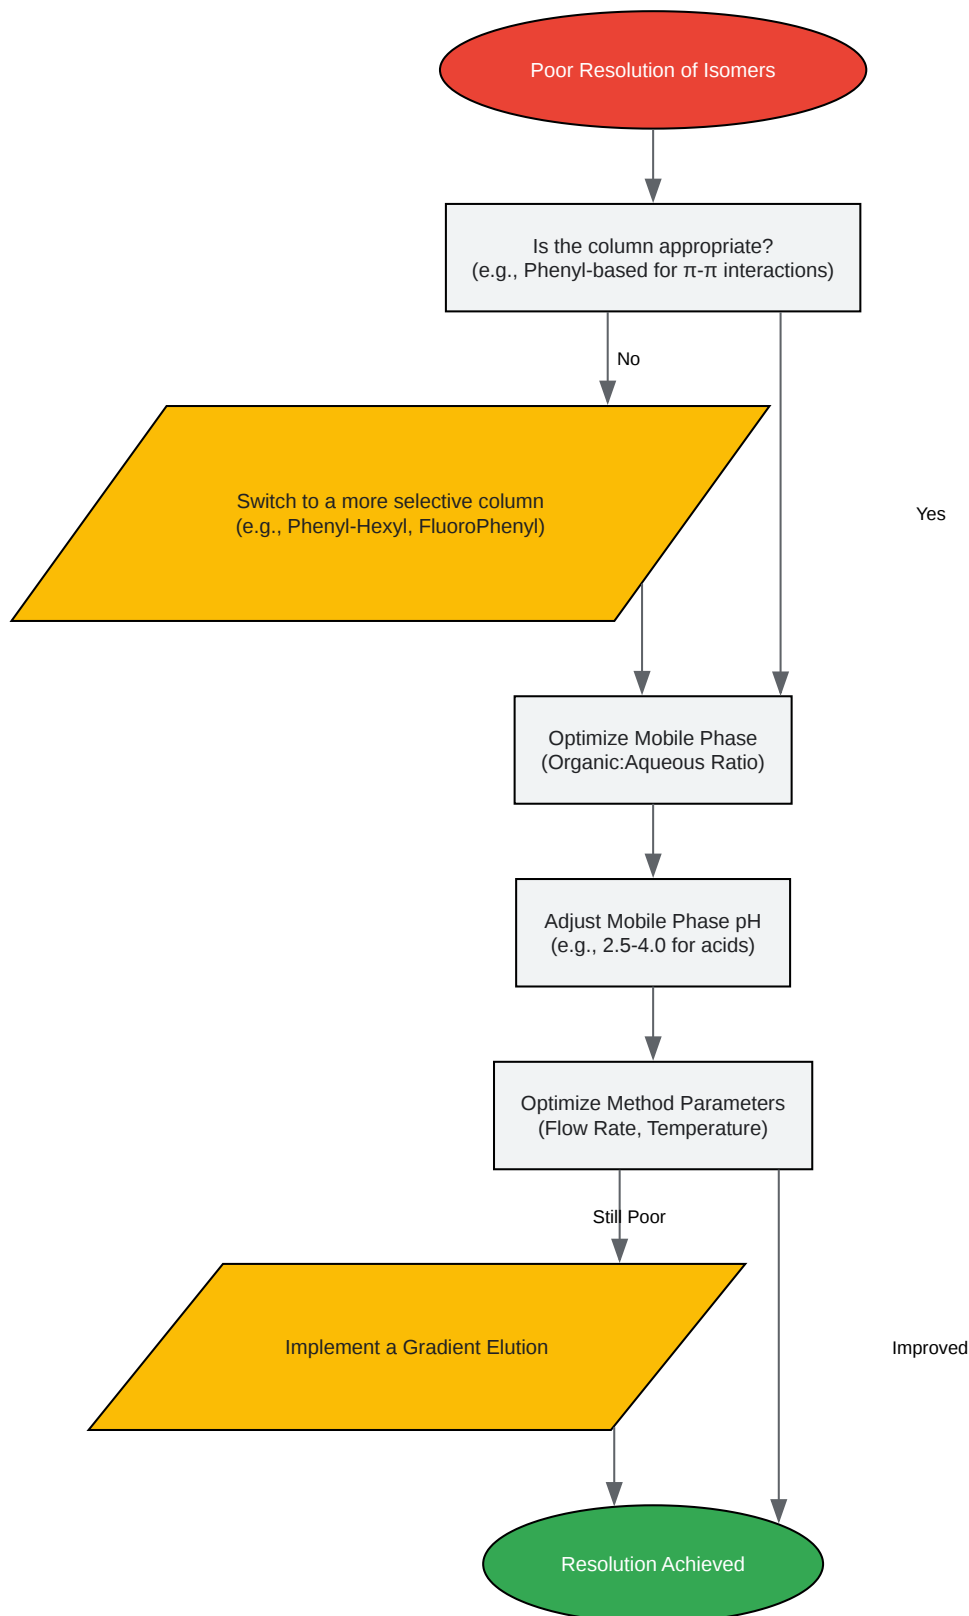 Poor Resolution of Isomers
Is the column appropriate?
(e.g., Phenyl-based for π-π interactions)
No
Switch to a more selective column
(e.g., Phenyl-Hexyl, FluoroPhenyl)
Yes
Optimize Mobile Phase
(Organic:Aqueous Ratio)
Adjust Mobile Phase pH
(e.g., 2.5-4.0 for acids)
Optimize Method Parameters
(Flow Rate, Temperature)
Still Poor
Implement a Gradient Elution
Improved
Resolution Achieved